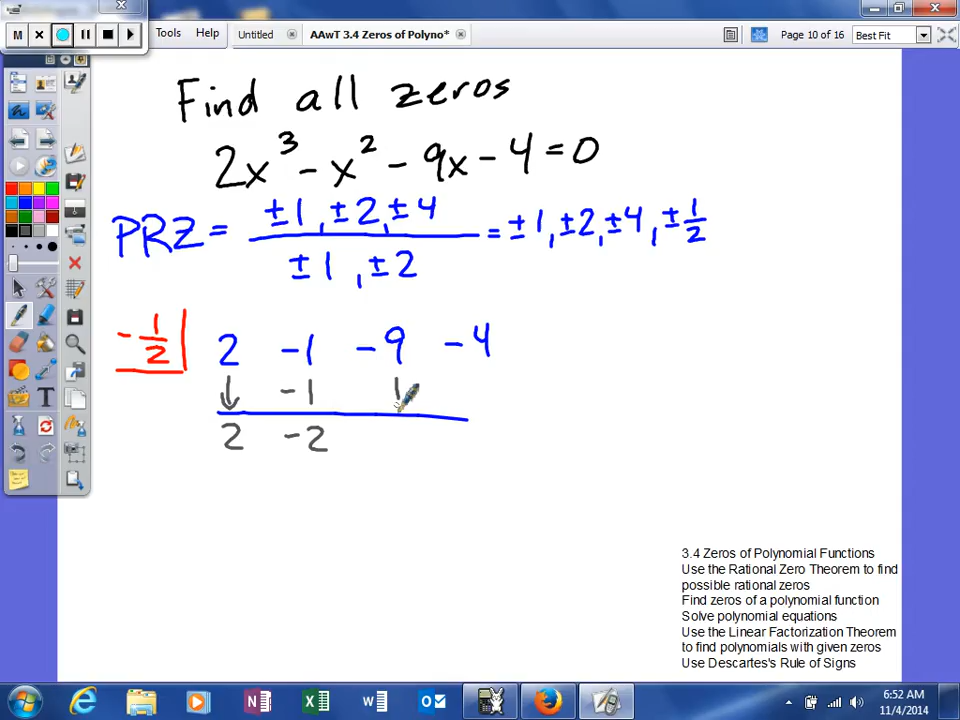 M
Tools Help Untitled AAwT 3.4 Zeros of Polyno* Page 10 of 16 Best Fit
Find all zeros
2x³ - x² - 9x - 4 = 0
PRZ = ±1, ±2, ±4 / ±1, ±2 = ±1, ±2, ±4, ±1/2
-1/2 | 2 -1 -9 -4
↓ -1 1
2 -2
3.4 Zeros of Polynomial Functions
Use the Rational Zero Theorem to find
possible rational zeros
Find zeros of a polynomial function
Solve polynomial equations
Use the Linear Factorization Theorem
to find polynomials with given zeros
Use Descartes's Rule of Signs
6:52 AM
11/4/2014